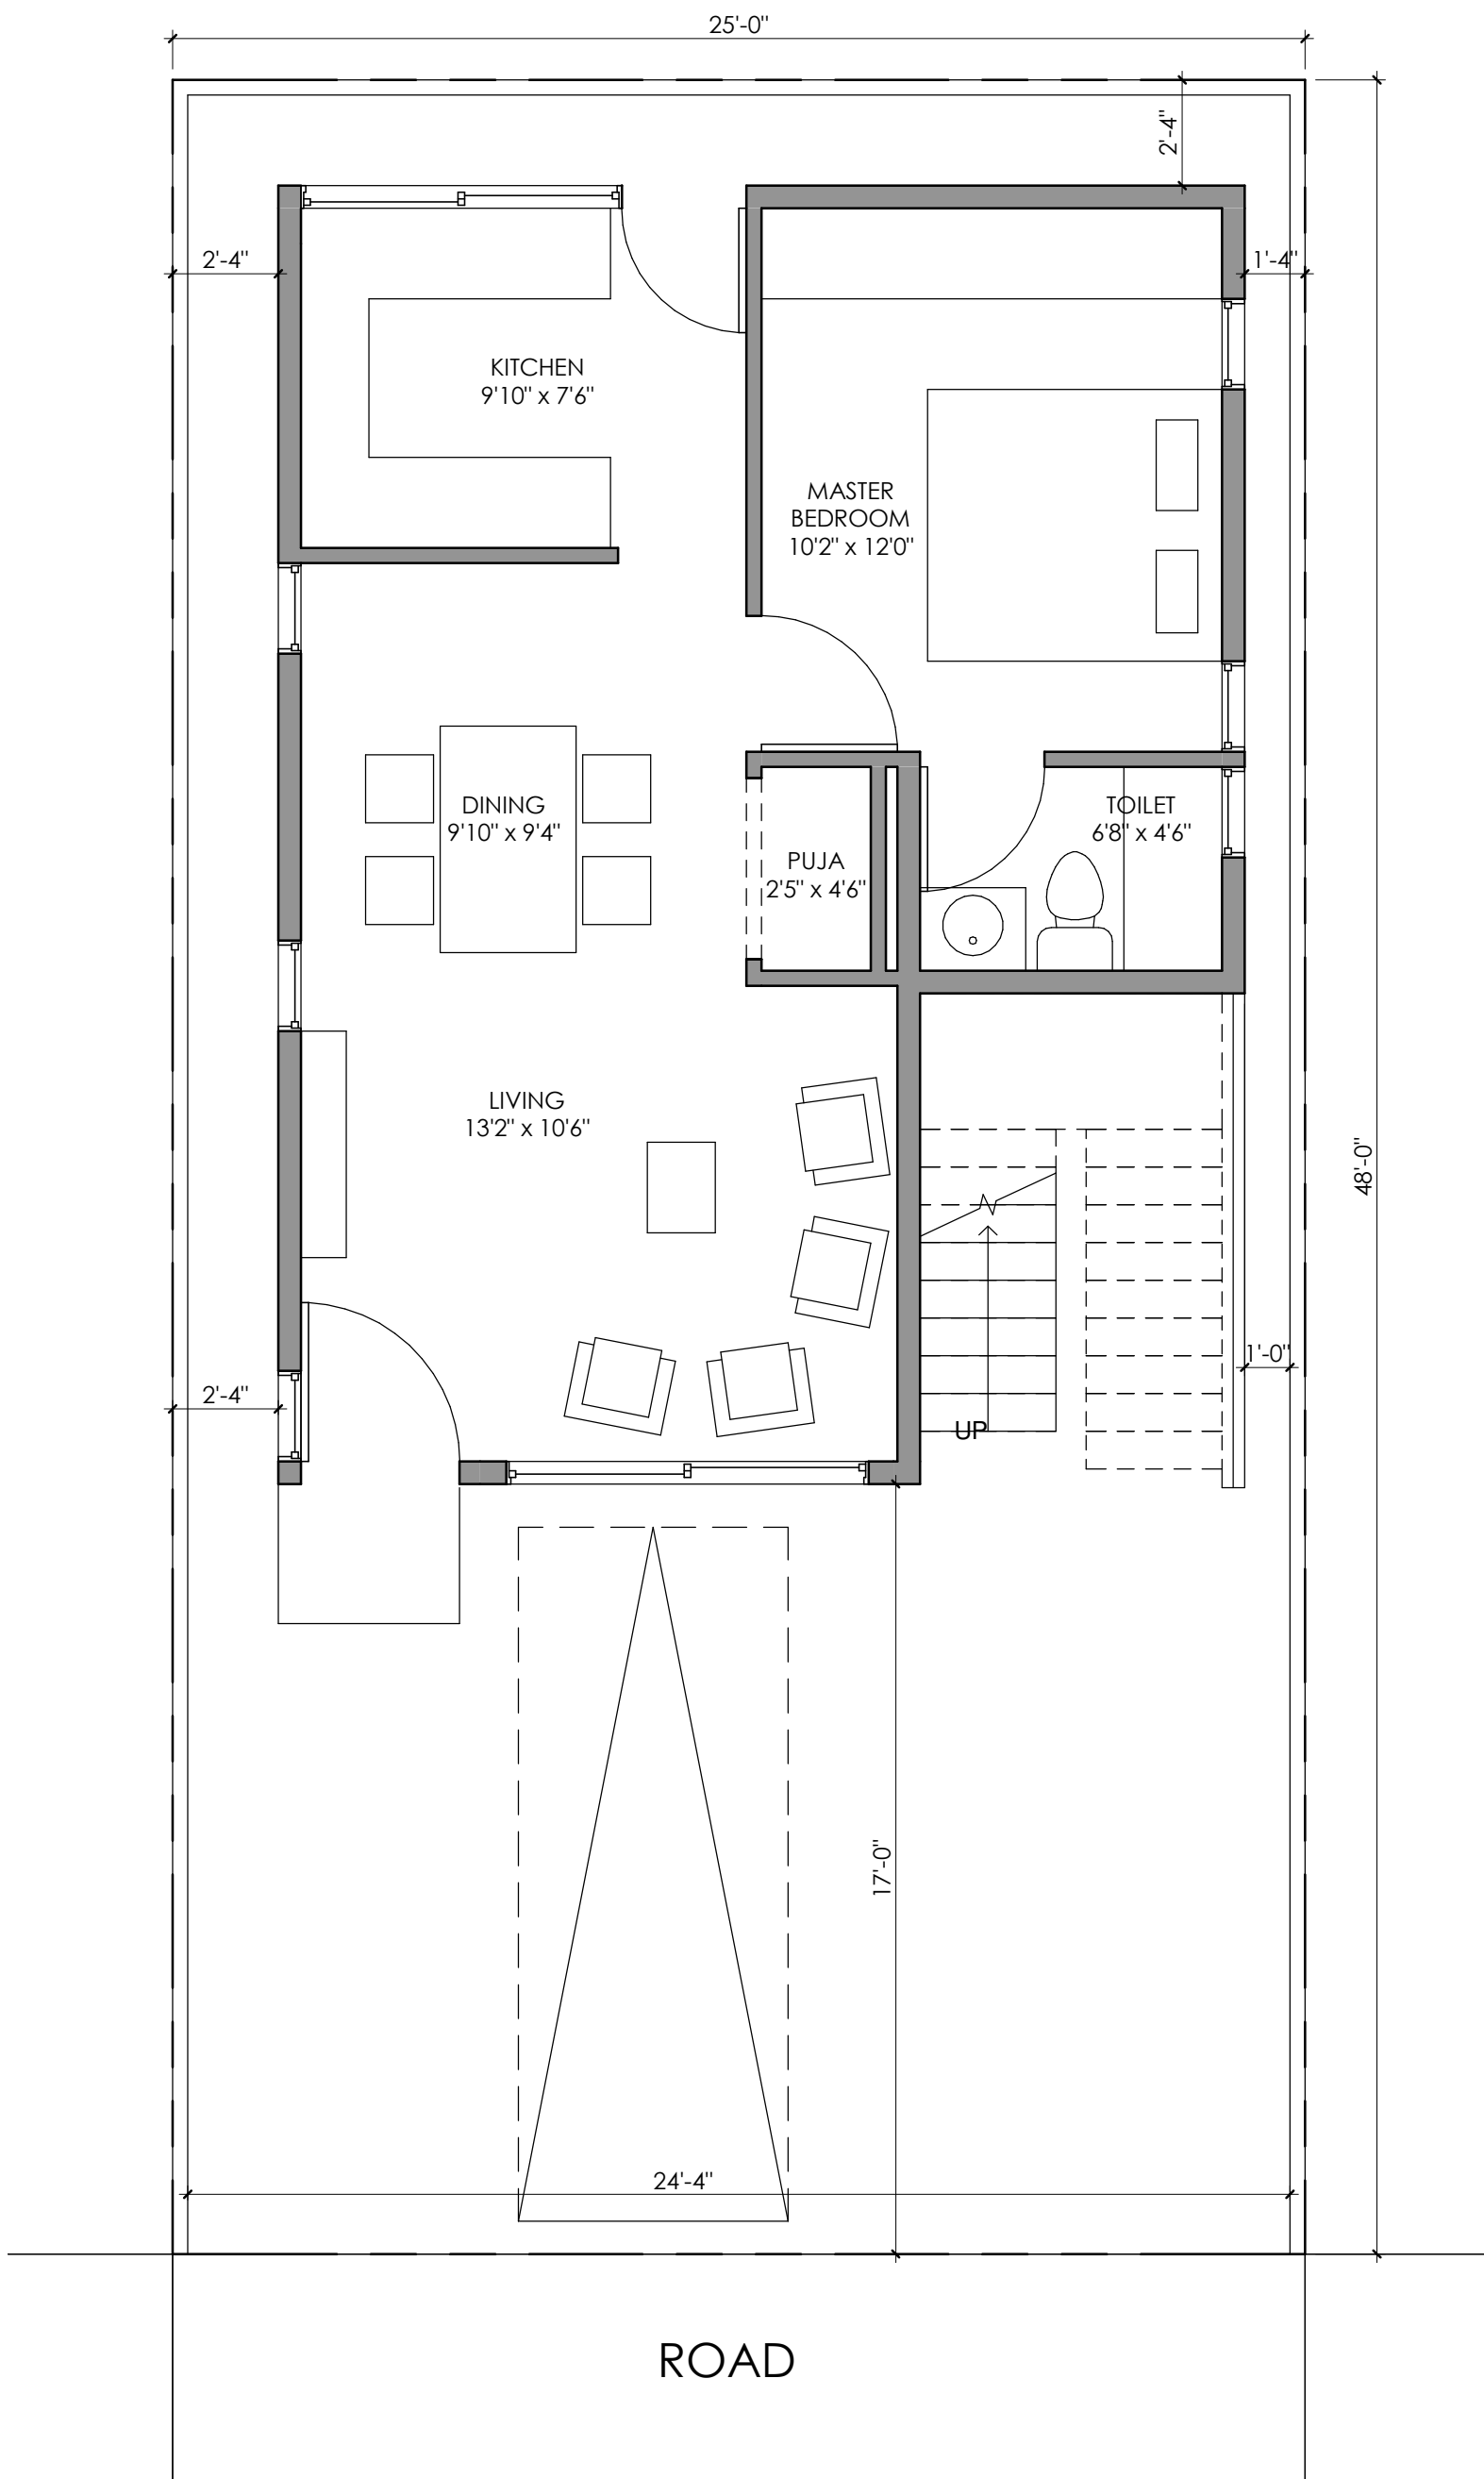 25'-0"
2'-4"
2'-4"
1'-4"
KITCHEN
9'10" x 7'6"
MASTER
BEDROOM
10'2" x 12'0"
DINING
9'10" x 9'4"
TOILET
6'8" x 4'6"
PUJA
2'5" x 4'6"
LIVING
13'2" x 10'6"
48'-0"
1'-0"
2'-4"
UP
17'-0"
24'-4"
ROAD